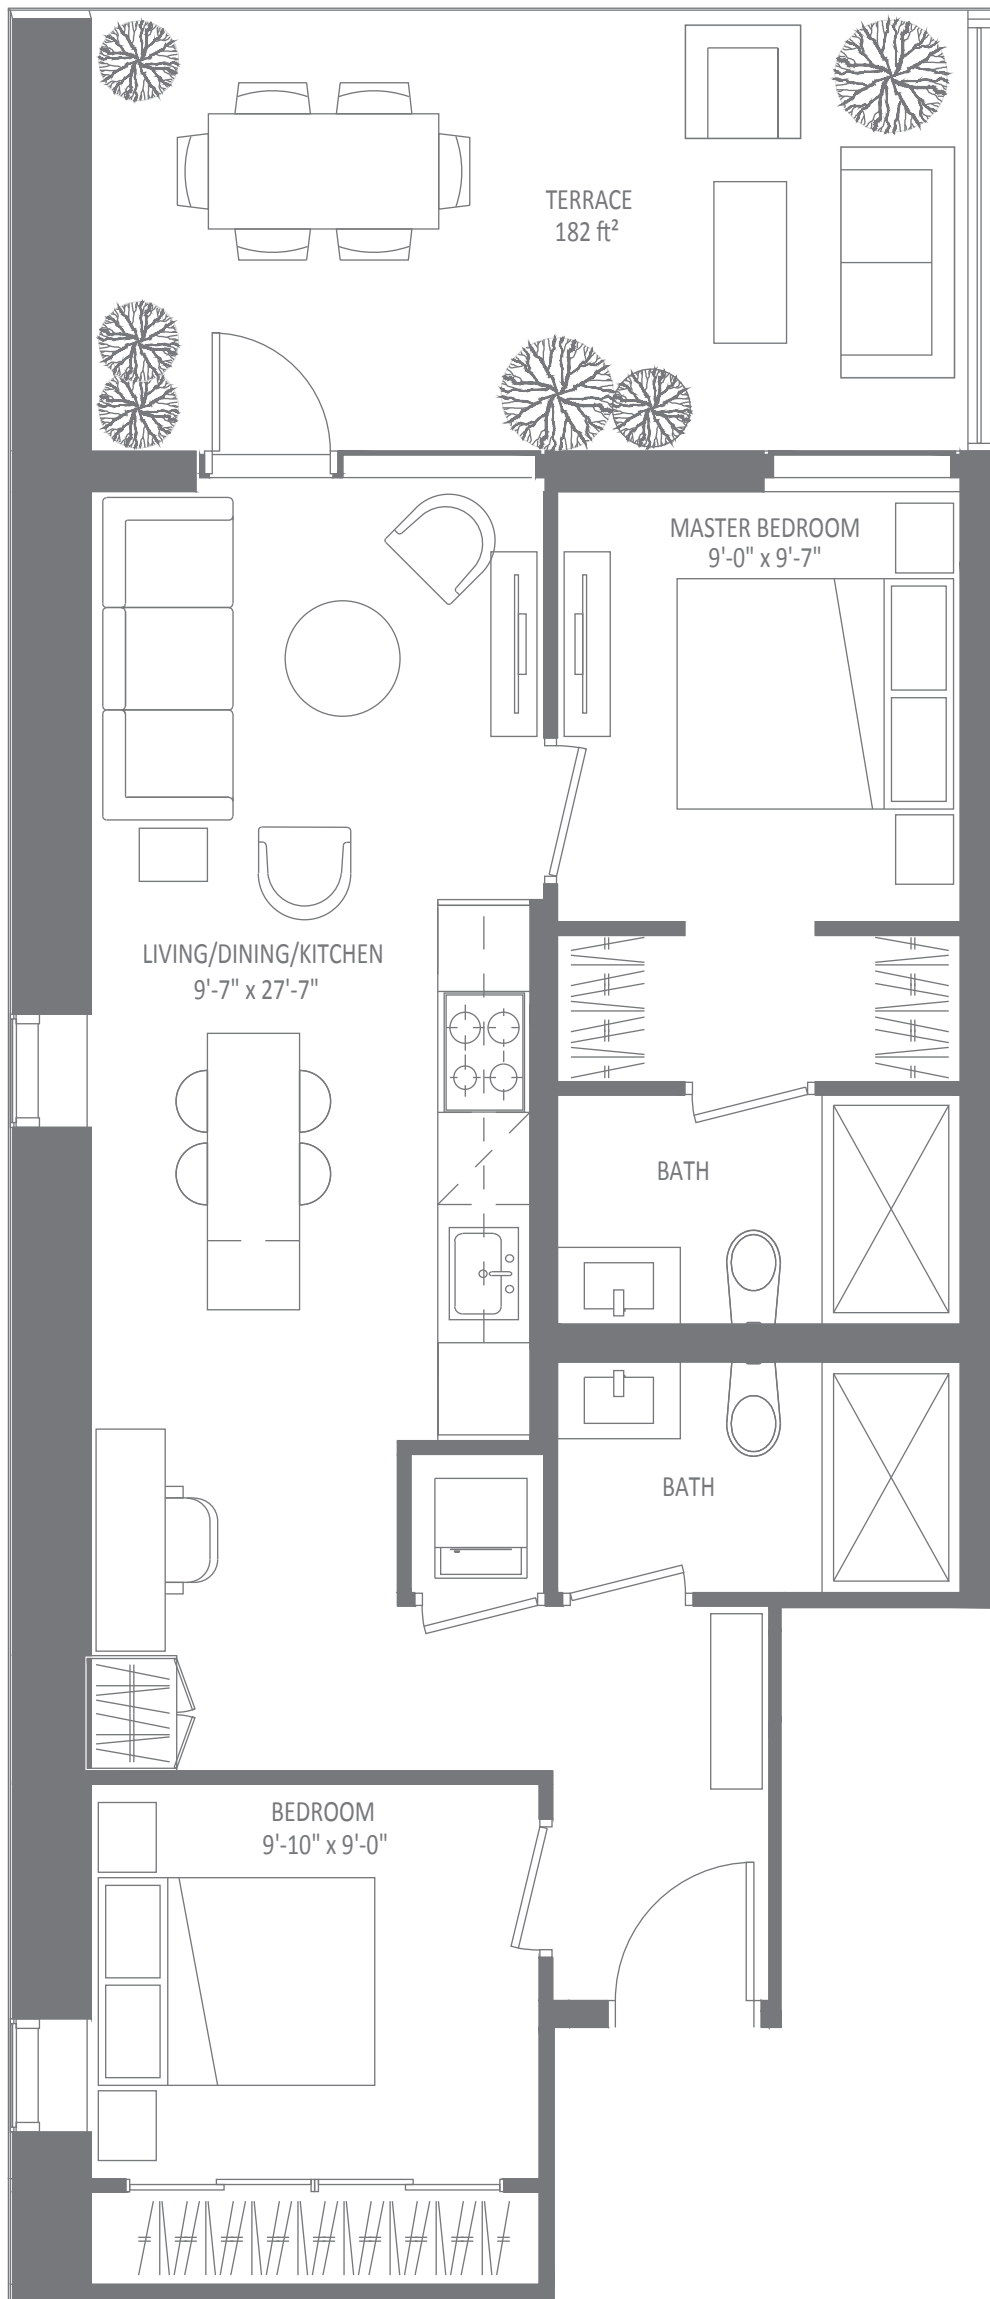 TERRACE
182 ft²
MASTER BEDROOM
9'-0" x 9'-7"
LIVING/DINING/KITCHEN
9'-7" x 27'-7"
BATH
BATH
BEDROOM
9'-10" x 9'-0"